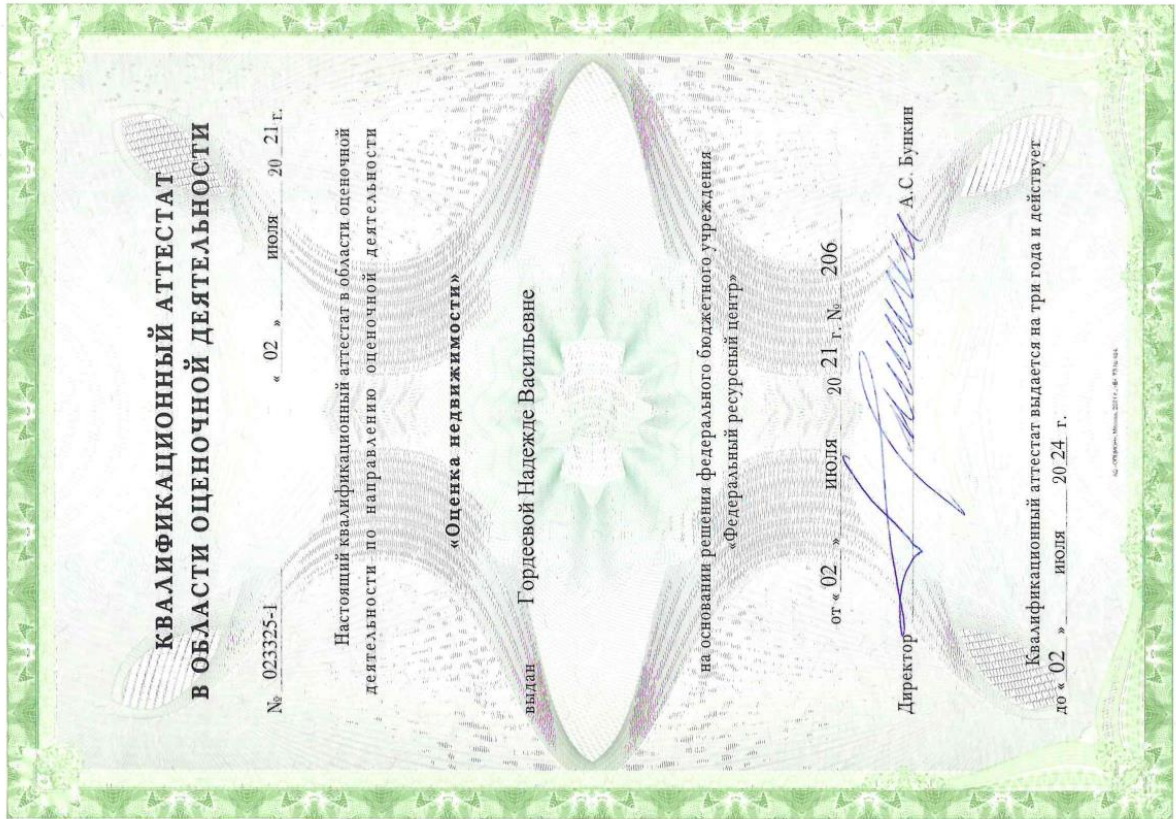 КВАЛИФИКАЦИОННЫЙ АТТЕСТАТ
В ОБЛАСТИ ОЦЕНОЧНОЙ ДЕЯТЕЛЬНОСТИ
№ 023325-1 « 02 » июля 20 21 г.
Настоящий квалификационный аттестат в области оценочной
деятельности по направлению оценочной деятельности
«Оценка недвижимости»
выдан Гордеевой Надежде Васильевне
на основании решения федерального бюджетного учреждения
«Федеральный ресурсный центр»
от « 02 » июля 20 21 г. № 206
Директор А.С. Бункин
Квалификационный аттестат выдается на три года и действует
до « 02 » июля 20 24 г.